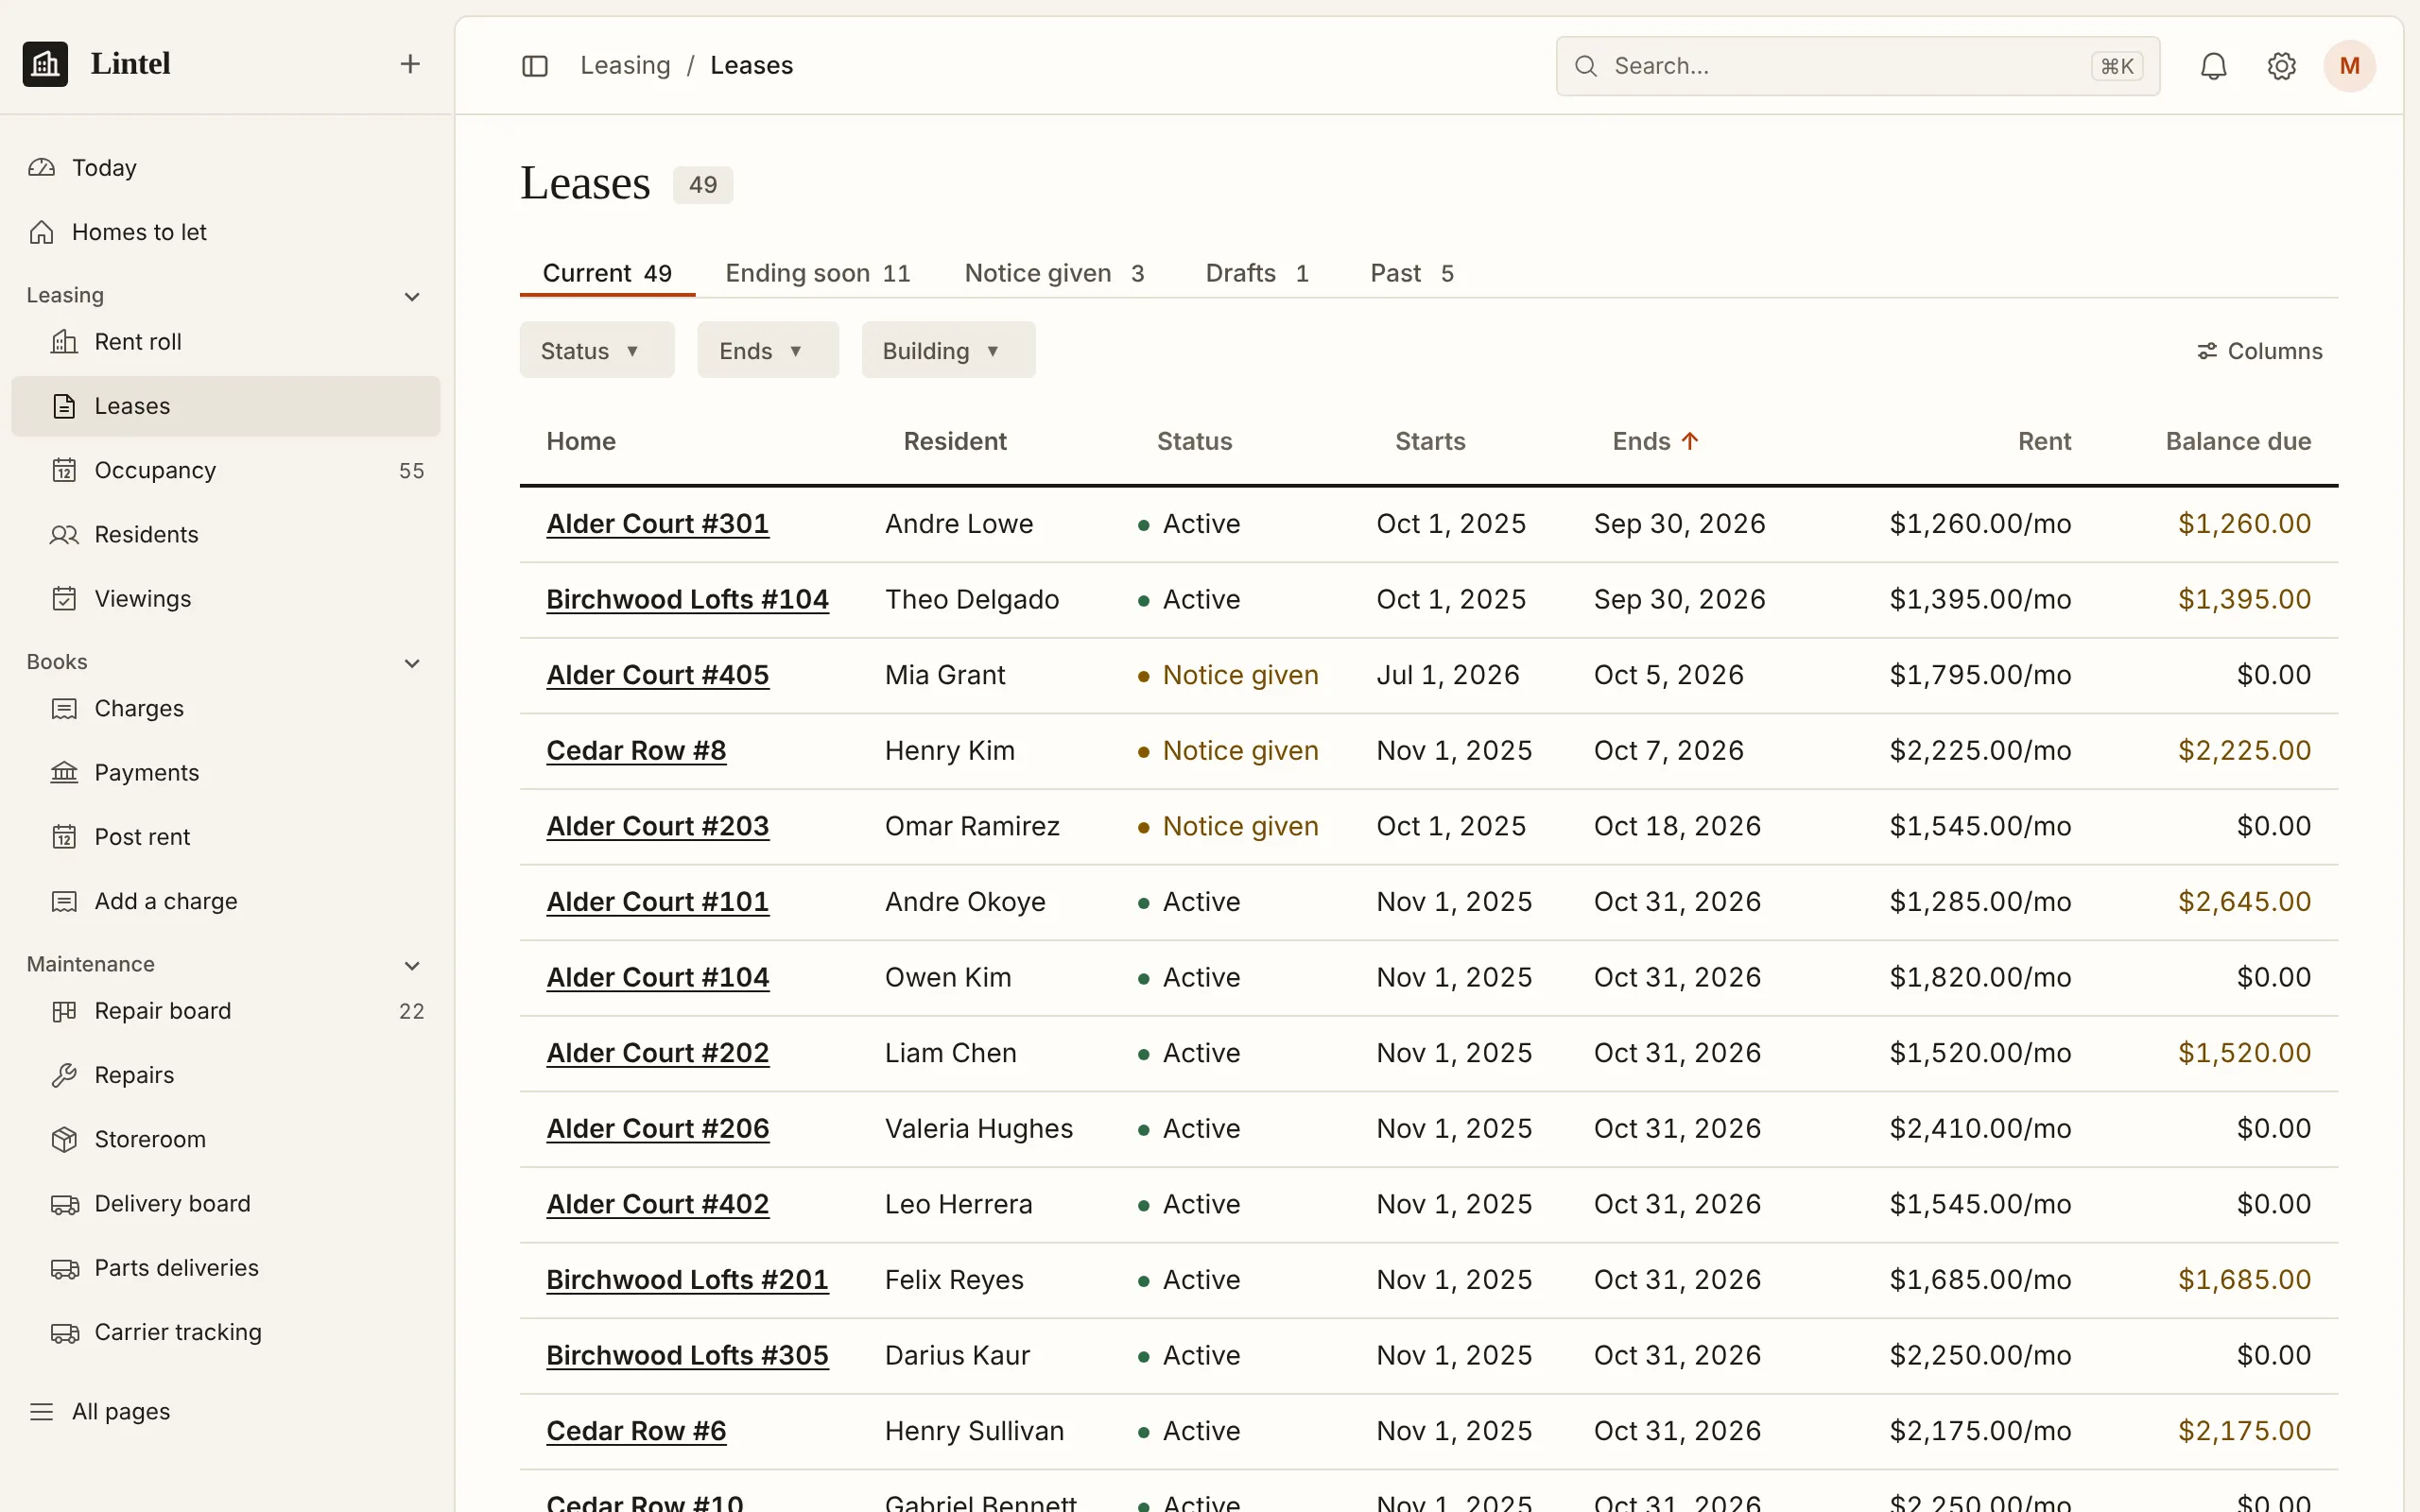 Lintel
Today
Homes to let
Leasing
Rent roll
Leases
Occupancy 55
Residents
Viewings
Books
Charges
Payments
Post rent
Add a charge
Maintenance
Repair board 22
Repairs
Storeroom
Delivery board
Parts deliveries
Carrier tracking
All pages
Leasing / Leases
Search... ⌘K
M
Leases 49
Current 49 Ending soon 11 Notice given 3 Drafts 1 Past 5
Status ▼ Ends ▼ Building ▼ Columns
Home Resident Status Starts Ends ↑ Rent Balance due
Alder Court #301 Andre Lowe Active Oct 1, 2025 Sep 30, 2026 $1,260.00/mo $1,260.00
Birchwood Lofts #104 Theo Delgado Active Oct 1, 2025 Sep 30, 2026 $1,395.00/mo $1,395.00
Alder Court #405 Mia Grant Notice given Jul 1, 2026 Oct 5, 2026 $1,795.00/mo $0.00
Cedar Row #8 Henry Kim Notice given Nov 1, 2025 Oct 7, 2026 $2,225.00/mo $2,225.00
Alder Court #203 Omar Ramirez Notice given Oct 1, 2025 Oct 18, 2026 $1,545.00/mo $0.00
Alder Court #101 Andre Okoye Active Nov 1, 2025 Oct 31, 2026 $1,285.00/mo $2,645.00
Alder Court #104 Owen Kim Active Nov 1, 2025 Oct 31, 2026 $1,820.00/mo $0.00
Alder Court #202 Liam Chen Active Nov 1, 2025 Oct 31, 2026 $1,520.00/mo $1,520.00
Alder Court #206 Valeria Hughes Active Nov 1, 2025 Oct 31, 2026 $2,410.00/mo $0.00
Alder Court #402 Leo Herrera Active Nov 1, 2025 Oct 31, 2026 $1,545.00/mo $0.00
Birchwood Lofts #201 Felix Reyes Active Nov 1, 2025 Oct 31, 2026 $1,685.00/mo $1,685.00
Birchwood Lofts #305 Darius Kaur Active Nov 1, 2025 Oct 31, 2026 $2,250.00/mo $0.00
Cedar Row #6 Henry Sullivan Active Nov 1, 2025 Oct 31, 2026 $2,175.00/mo $2,175.00
Cedar Row #10 Gabriel Bennett Active Nov 1, 2025 Oct 31, 2026 $2,250.00/mo $0.00